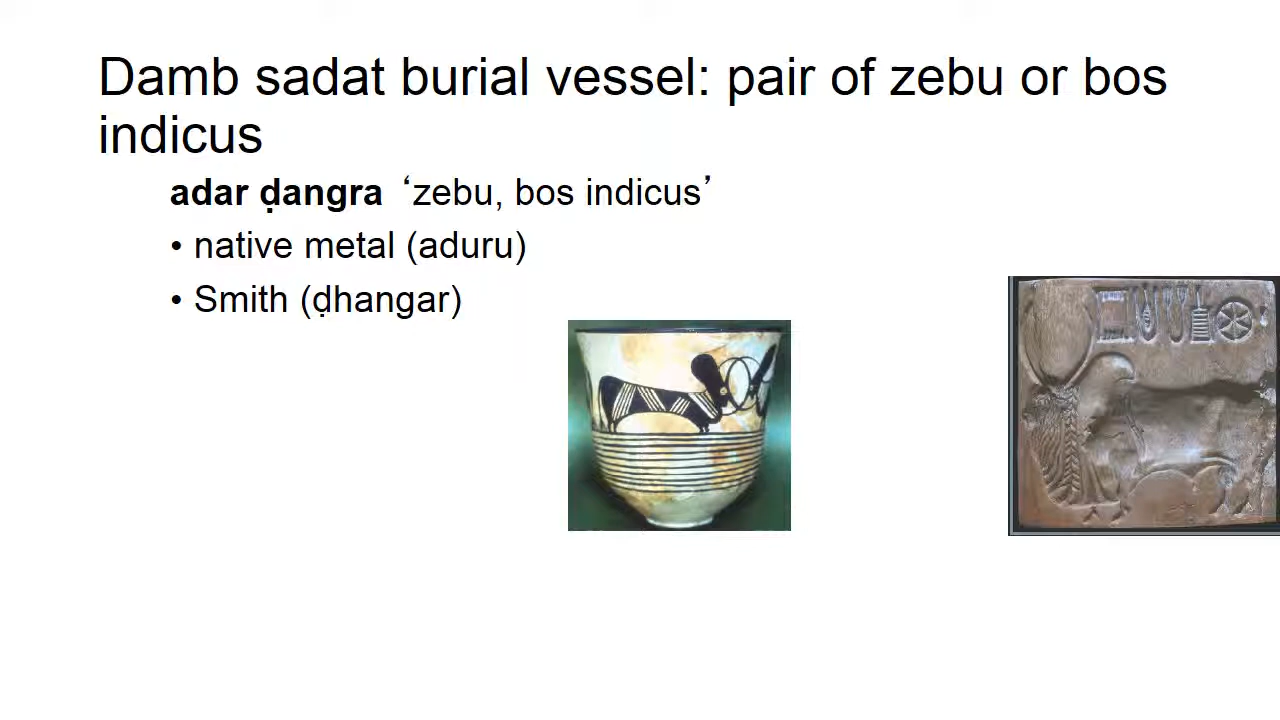 Damb sadat burial vessel: pair of zebu or bos
indicus
adar ḍangra ‘zebu, bos indicus’
• native metal (aduru)
• Smith (ḍhangar)